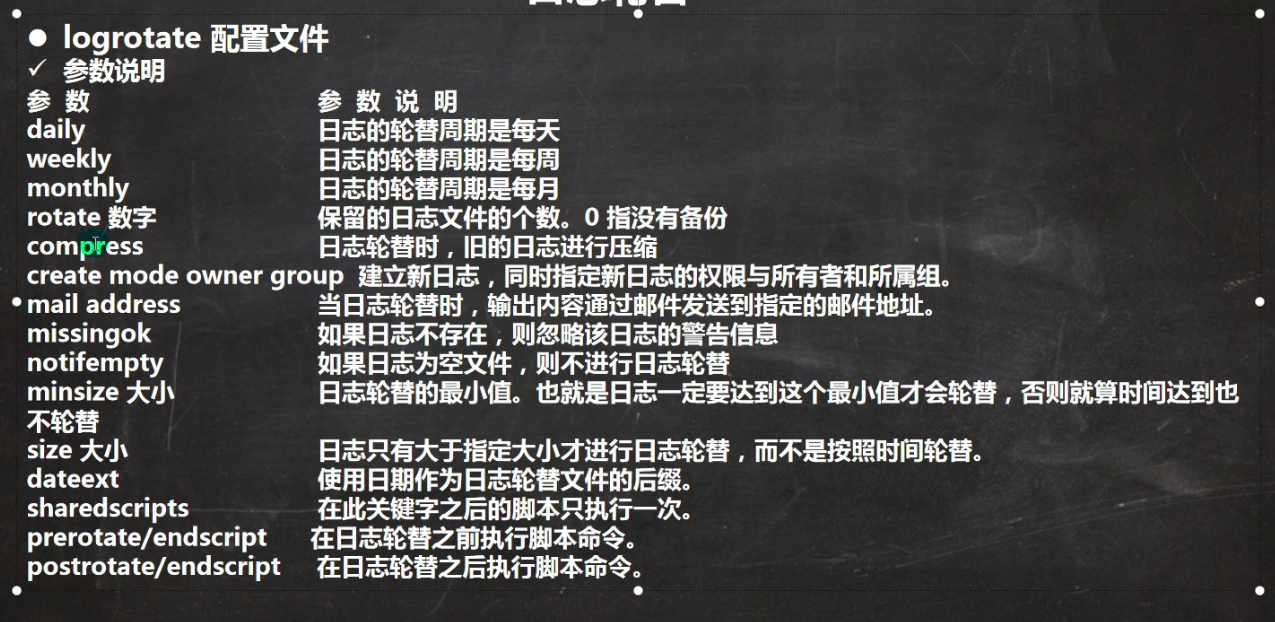 ● logrotate 配置文件
✓ 参数说明
参 数 参 数 说 明
daily 日志的轮替周期是每天
weekly 日志的轮替周期是每周
monthly 日志的轮替周期是每月
rotate 数字 保留的日志文件的个数。0 指没有备份
compress 日志轮替时，旧的日志进行压缩
create mode owner group 建立新日志，同时指定新日志的权限与所有者和所属组。
mail address 当日志轮替时，输出内容通过邮件发送到指定的邮件地址。
missingok 如果日志不存在，则忽略该日志的警告信息
notifempty 如果日志为空文件，则不进行日志轮替
minsize 大小 日志轮替的最小值。也就是日志一定要达到这个最小值才会轮替，否则就算时间达到也
不轮替
size 大小 日志只有大于指定大小才进行日志轮替，而不是按照时间轮替。
dateext 使用日期作为日志轮替文件的后缀。
sharedscripts 在此关键字之后的脚本只执行一次。
prerotate/endscript 在日志轮替之前执行脚本命令。
postrotate/endscript 在日志轮替之后执行脚本命令。